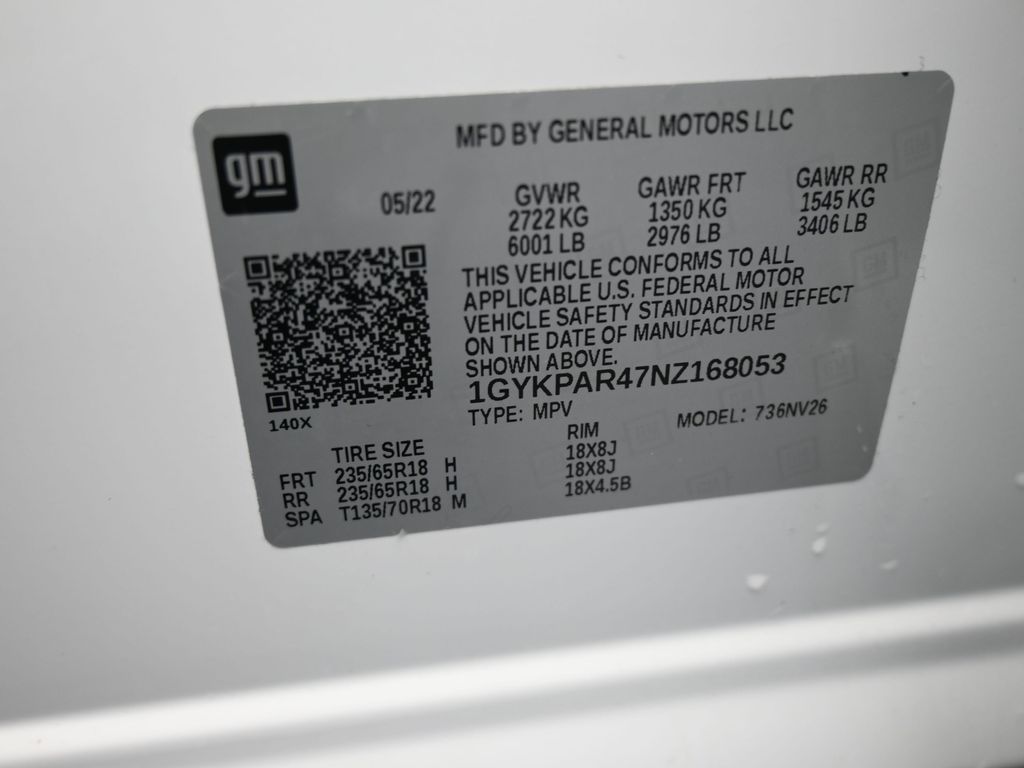 gm
MFD BY GENERAL MOTORS LLC
05/22 GVWR GAWR FRT GAWR RR
2722 KG 1350 KG 1545 KG
6001 LB 2976 LB 3406 LB
THIS VEHICLE CONFORMS TO ALL
APPLICABLE U.S. FEDERAL MOTOR
VEHICLE SAFETY STANDARDS IN EFFECT
ON THE DATE OF MANUFACTURE
SHOWN ABOVE.
1GYKPAR47NZ168053
TYPE: MPV MODEL: 736NV26
140X
TIRE SIZE RIM
FRT 235/65R18 H 18X8J
RR 235/65R18 H 18X8J
SPA T135/70R18 M 18X4.5B